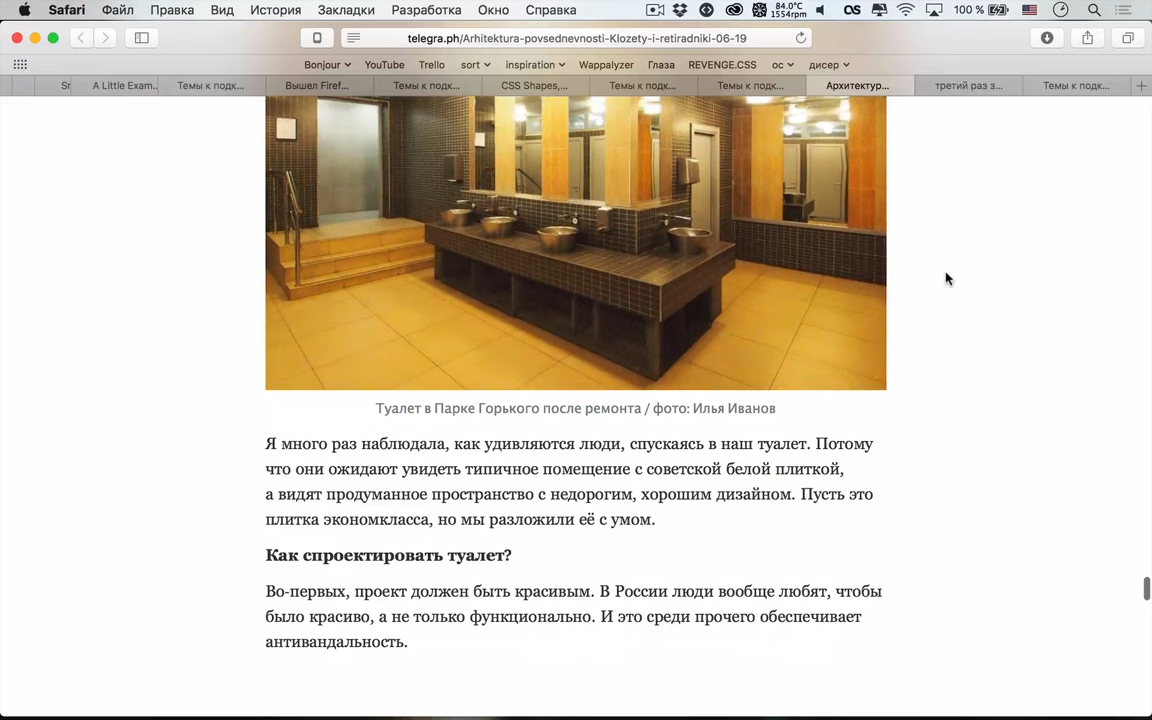 Safari Файл Правка Вид История Закладки Разработка Окно Справка 84.0°C 1554rpm 100 %
telegra.ph/Arhitektura-povsednevnosti-Klozety-i-retiradniki-06-19
Bonjour YouTube Trello sort inspiration Wappalyzer Глаза REVENGE.CSS ос дисер
Sr A Little Exam... Темы к подк... Вышел Firef... Темы к подк... CSS Shapes,... Темы к подк... Темы к подк... Архитектур... третий раз з... Темы к подк...
Туалет в Парке Горького после ремонта / фото: Илья Иванов
Я много раз наблюдала, как удивляются люди, спускаясь в наш туалет. Потому
что они ожидают увидеть типичное помещение с советской белой плиткой,
а видят продуманное пространство с недорогим, хорошим дизайном. Пусть это
плитка экономкласса, но мы разложили её с умом.
Как спроектировать туалет?
Во-первых, проект должен быть красивым. В России люди вообще любят, чтобы
было красиво, а не только функционально. И это среди прочего обеспечивает
антивандальность.